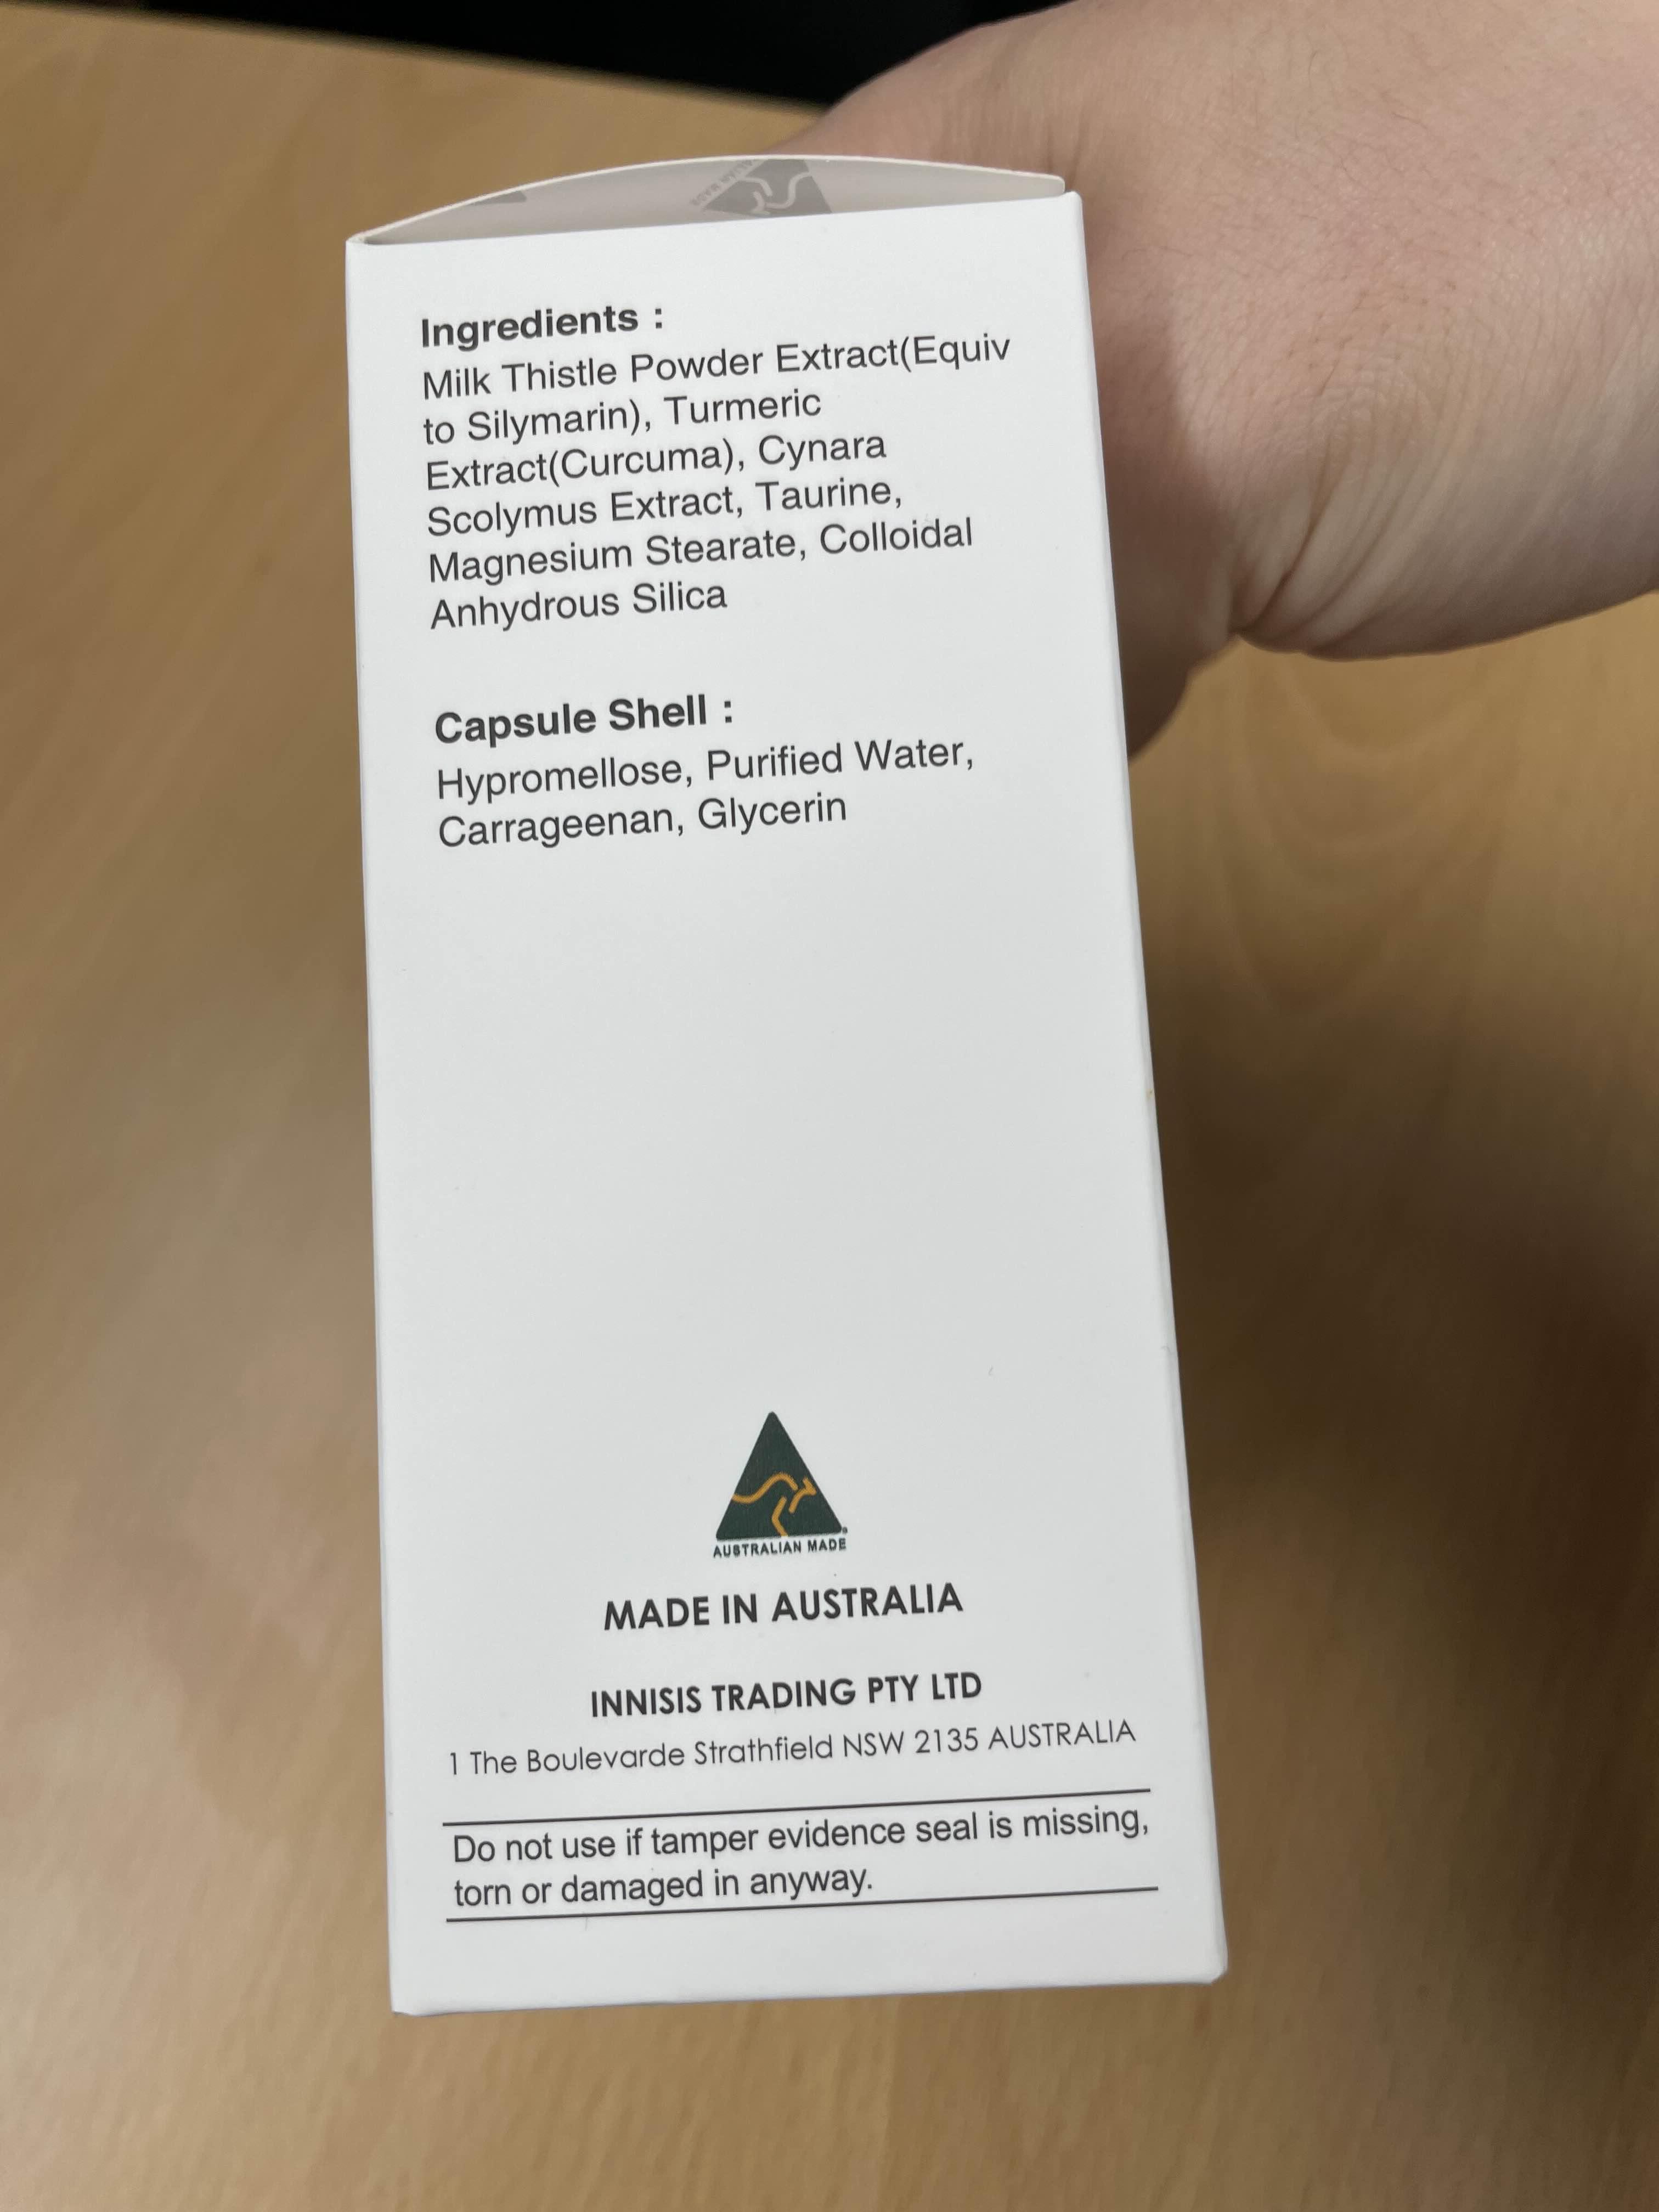 Ingredients :
Milk Thistle Powder Extract(Equiv
to Silymarin), Turmeric
Extract(Curcuma), Cynara
Scolymus Extract, Taurine,
Magnesium Stearate, Colloidal
Anhydrous Silica
Capsule Shell :
Hypromellose, Purified Water,
Carrageenan, Glycerin
AUSTRALIAN MADE
MADE IN AUSTRALIA
INNISIS TRADING PTY LTD
1 The Boulevarde Strathfield NSW 2135 AUSTRALIA
Do not use if tamper evidence seal is missing,
torn or damaged in anyway.